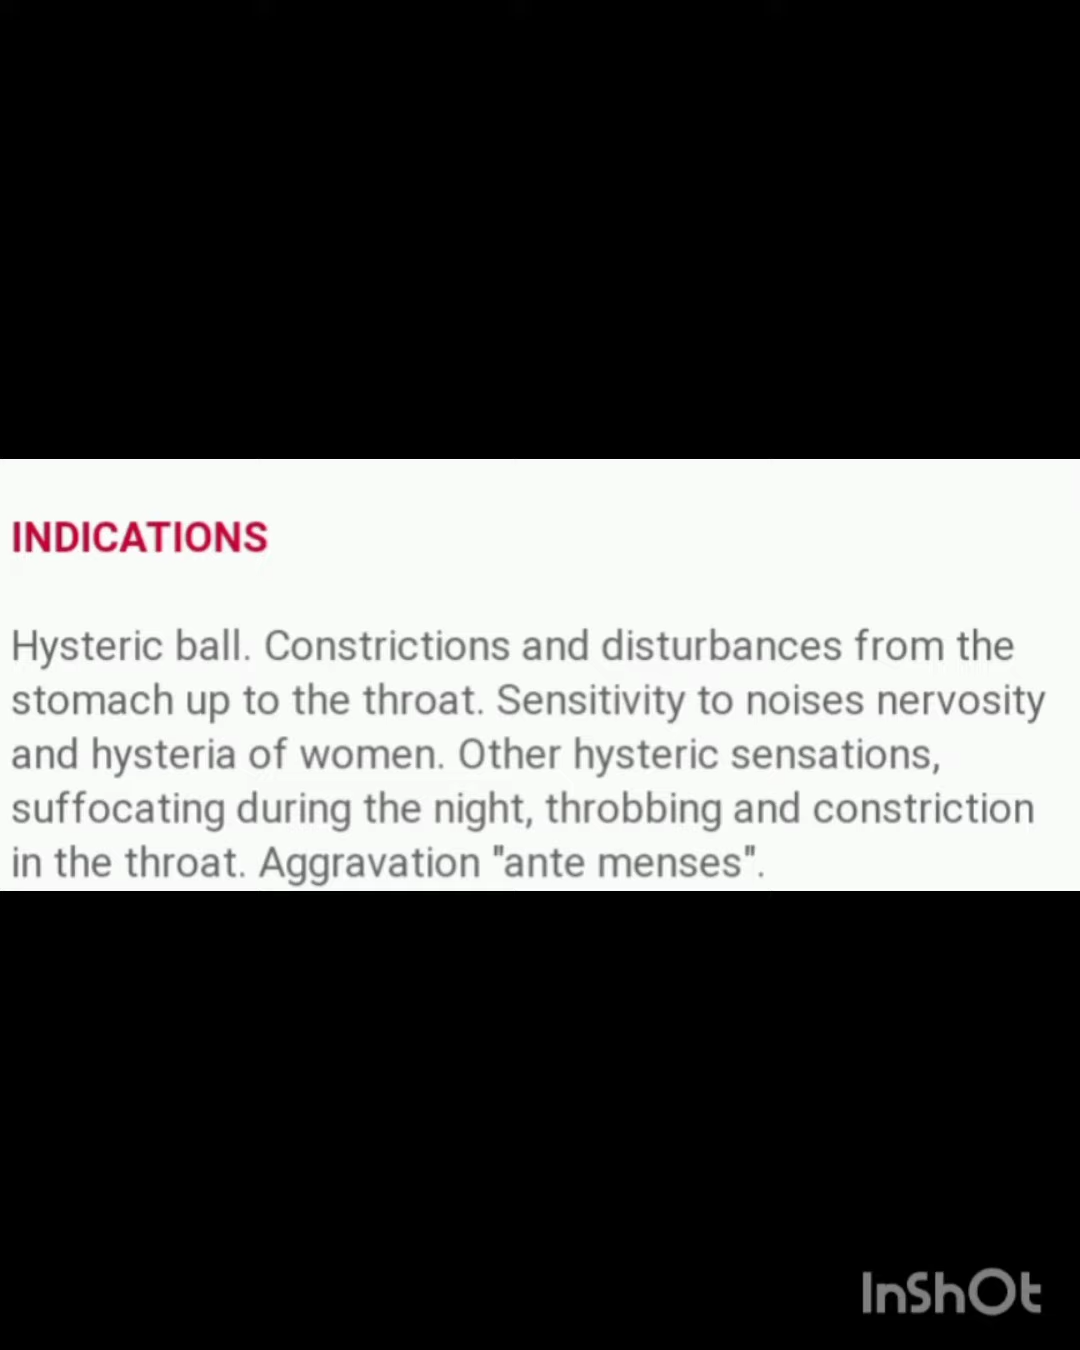 INDICATIONS
Hysteric ball. Constrictions and disturbances from the
stomach up to the throat. Sensitivity to noises nervosity
and hysteria of women. Other hysteric sensations,
suffocating during the night, throbbing and constriction
in the throat. Aggravation "ante menses".
InShOt